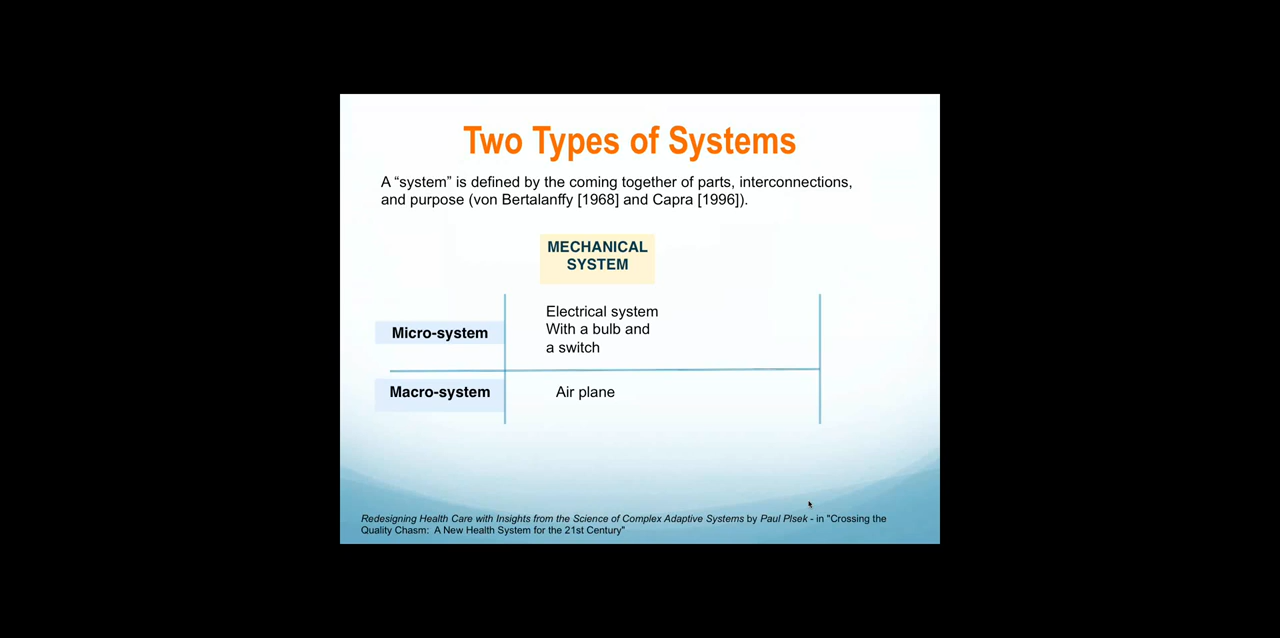 Two Types of Systems
A “system” is defined by the coming together of parts, interconnections,
and purpose (von Bertalanffy [1968] and Capra [1996]).
MECHANICAL
SYSTEM
Micro-system
Electrical system
With a bulb and
a switch
Macro-system
Air plane
Redesigning Health Care with Insights from the Science of Complex Adaptive Systems by Paul Plsek - in "Crossing the
Quality Chasm: A New Health System for the 21st Century"